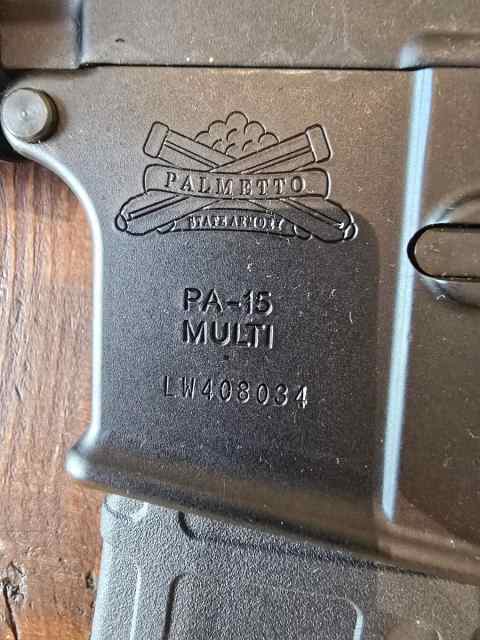 PALMETTO
STATE ARMORY
PA-15
MULTI
LW408034